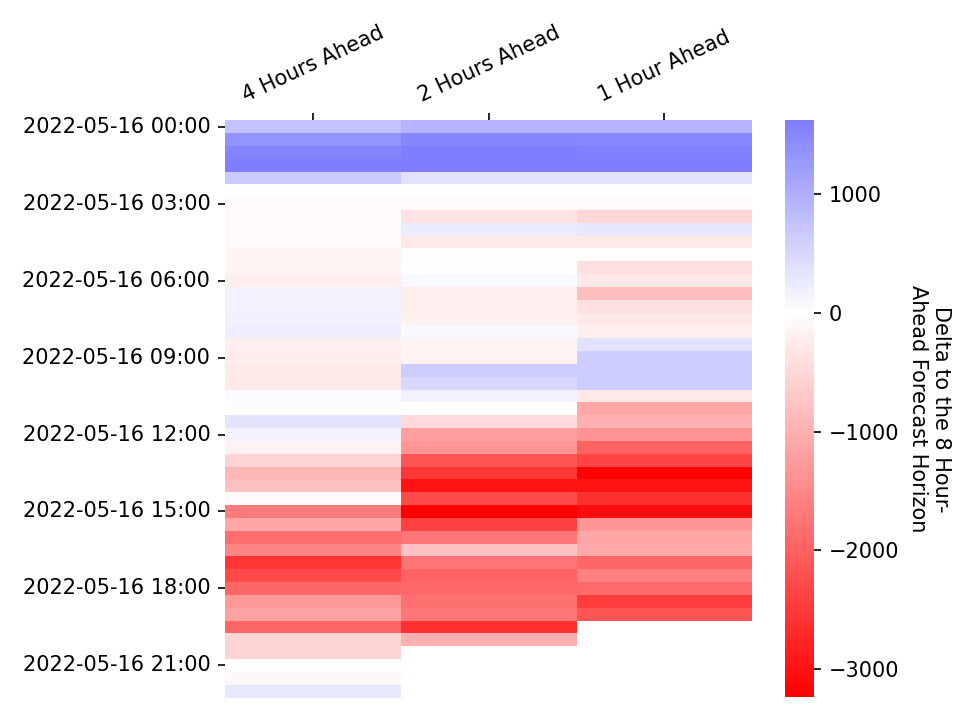 4 Hours Ahead
2 Hours Ahead
1 Hour Ahead
2022-05-16 00:00
2022-05-16 03:00
2022-05-16 06:00
2022-05-16 09:00
2022-05-16 12:00
2022-05-16 15:00
2022-05-16 18:00
2022-05-16 21:00
1000
0
−1000
−2000
−3000
Delta to the 8 Hour-
Ahead Forecast Horizon